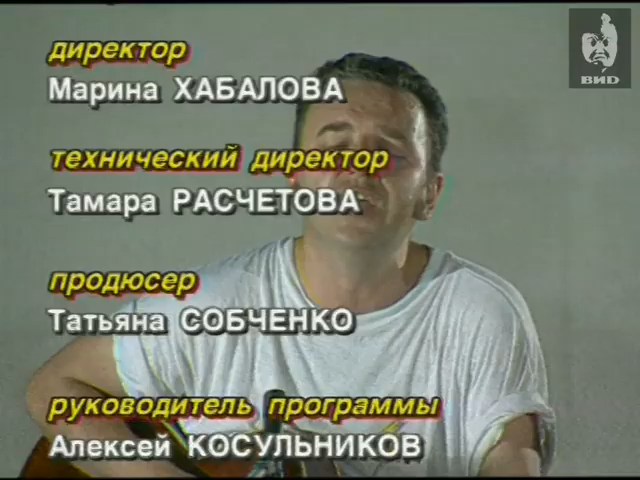 ВИD
директор
Марина ХАБАЛОВА
технический директор
Тамара РАСЧЕТОВА
продюсер
Татьяна СОБЧЕНКО
руководитель программы
Алексей КОСУЛЬНИКОВ